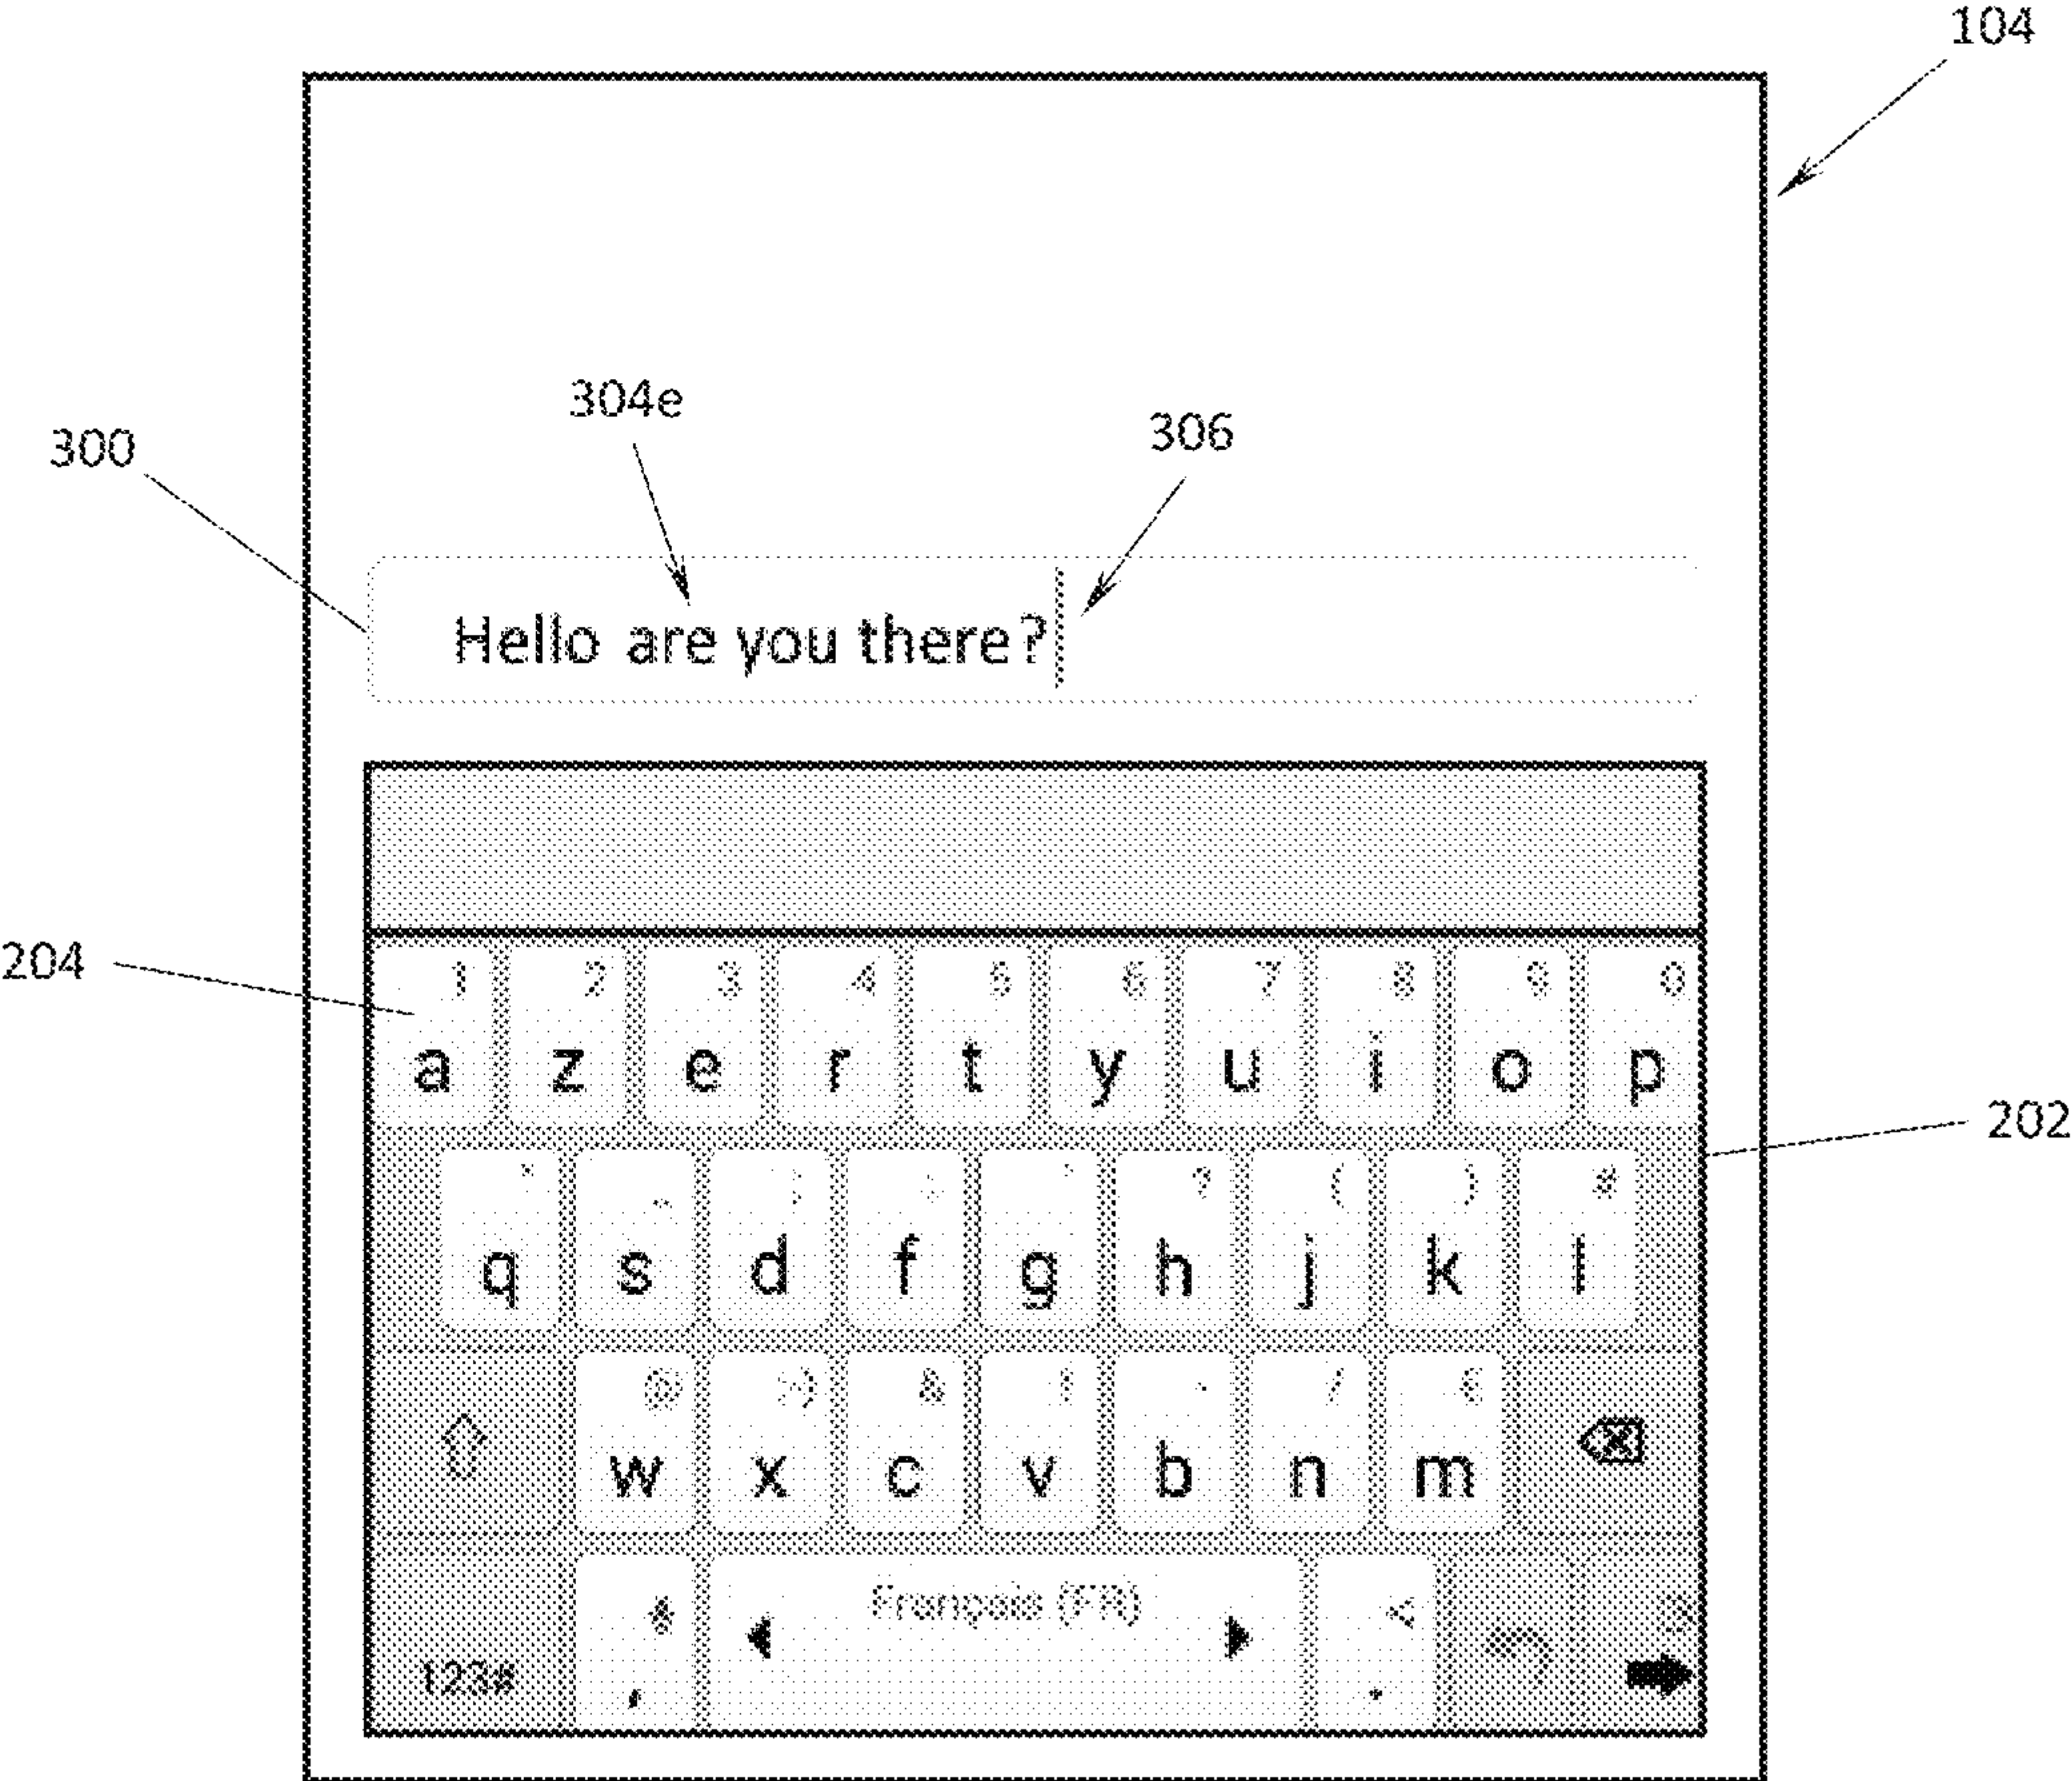 104
304e
306
300
Hello are you there?
204
1 2 3 4 5 6 7 8 9 0
a z e r t y u i o p
202
? ( ) #
q s d f g h j k l
@ :-) & ! - / €
w x c v b n m
Français (FR)
123# , .